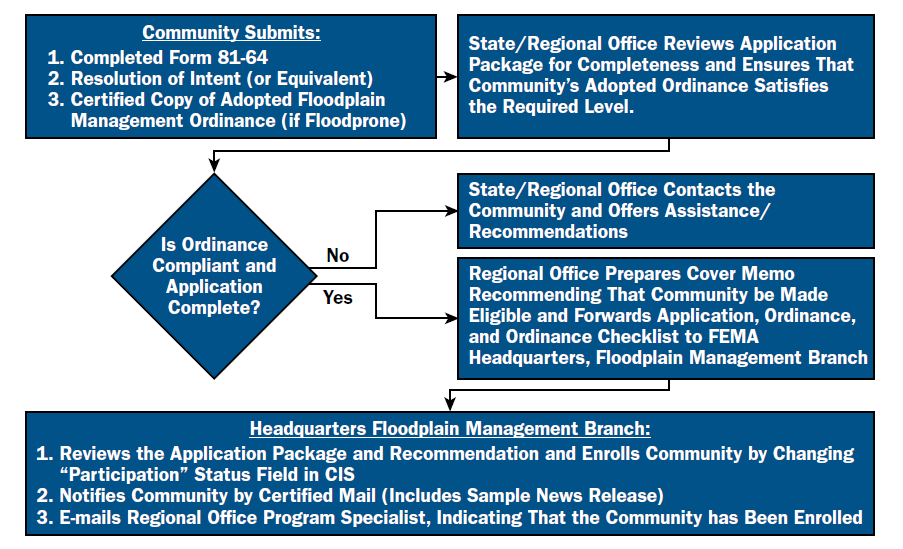 Community Submits:
1. Completed Form 81-64
2. Resolution of Intent (or Equivalent)
3. Certified Copy of Adopted Floodplain
Management Ordinance (if Floodprone)
State/Regional Office Reviews Application
Package for Completeness and Ensures That
Community's Adopted Ordinance Satisfies
the Required Level.
Is Ordinance
Compliant and
Application
Complete?
No
Yes
State/Regional Office Contacts the
Community and Offers Assistance/
Recommendations
Regional Office Prepares Cover Memo
Recommending That Community be Made
Eligible and Forwards Application, Ordinance,
and Ordinance Checklist to FEMA
Headquarters, Floodplain Management Branch
Headquarters Floodplain Management Branch:
1. Reviews the Application Package and Recommendation and Enrolls Community by Changing
“Participation” Status Field in CIS
2. Notifies Community by Certified Mail (Includes Sample News Release)
3. E-mails Regional Office Program Specialist, Indicating That the Community has Been Enrolled